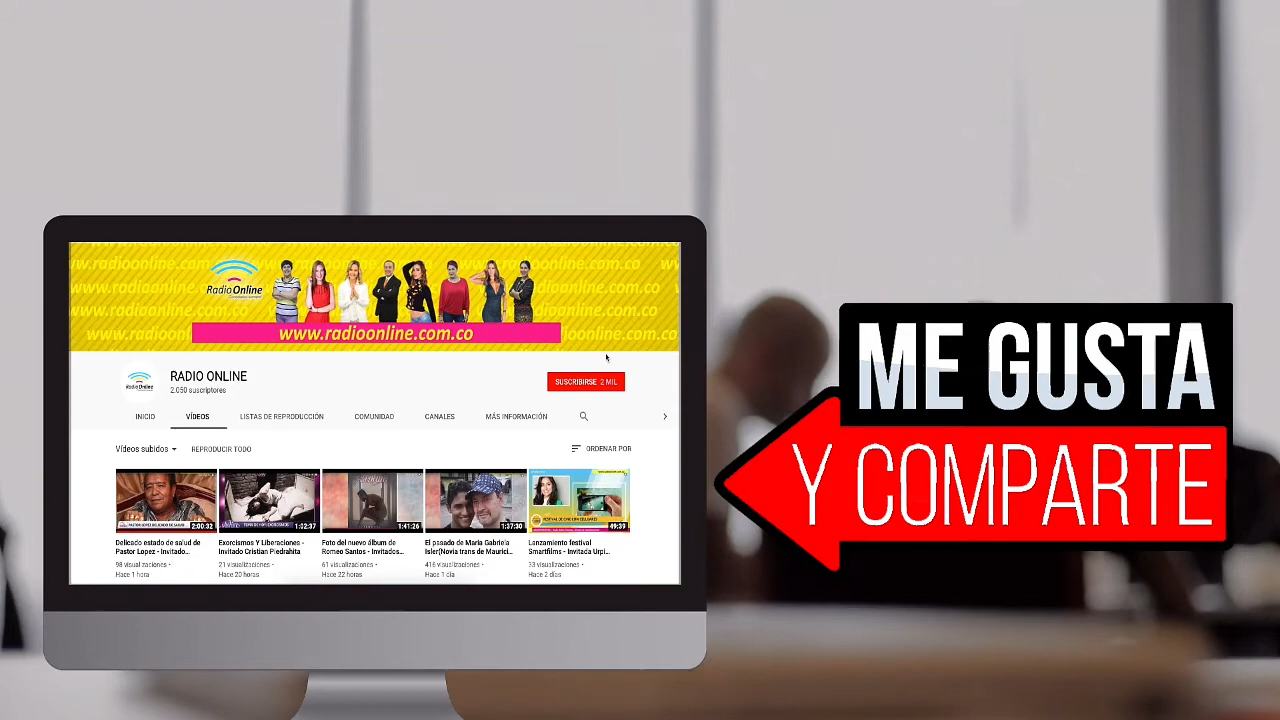 www.radioonline.com.co
RadioOnline
www.radioonline.com.co
RADIO ONLINE
2.050 suscriptores
SUSCRIBIRSE 2 MIL
INICIO
VÍDEOS
LISTAS DE REPRODUCCIÓN
COMUNIDAD
CANALES
MÁS INFORMACIÓN
Vídeos subidos
REPRODUCIR TODO
ORDENAR POR
2:00:32
1:02:37
1:41:26
1:37:30
49:39
Delicado estado de salud de
Pastor Lopez - Invitado...
98 visualizaciones •
Hace 1 hora
Exorcismos Y Liberaciones -
Invitado Cristian Piedrahita
21 visualizaciones •
Hace 20 horas
Foto del nuevo álbum de
Romeo Santos - Invitados...
61 visualizaciones •
Hace 22 horas
El pasado de Maria Gabriela
Isler(Novia trans de Maurici...
416 visualizaciones •
Hace 1 día
Lanzamiento festival
Smartfilms - Invitada Urpi...
33 visualizaciones •
Hace 2 días
ME GUSTA
Y COMPARTE